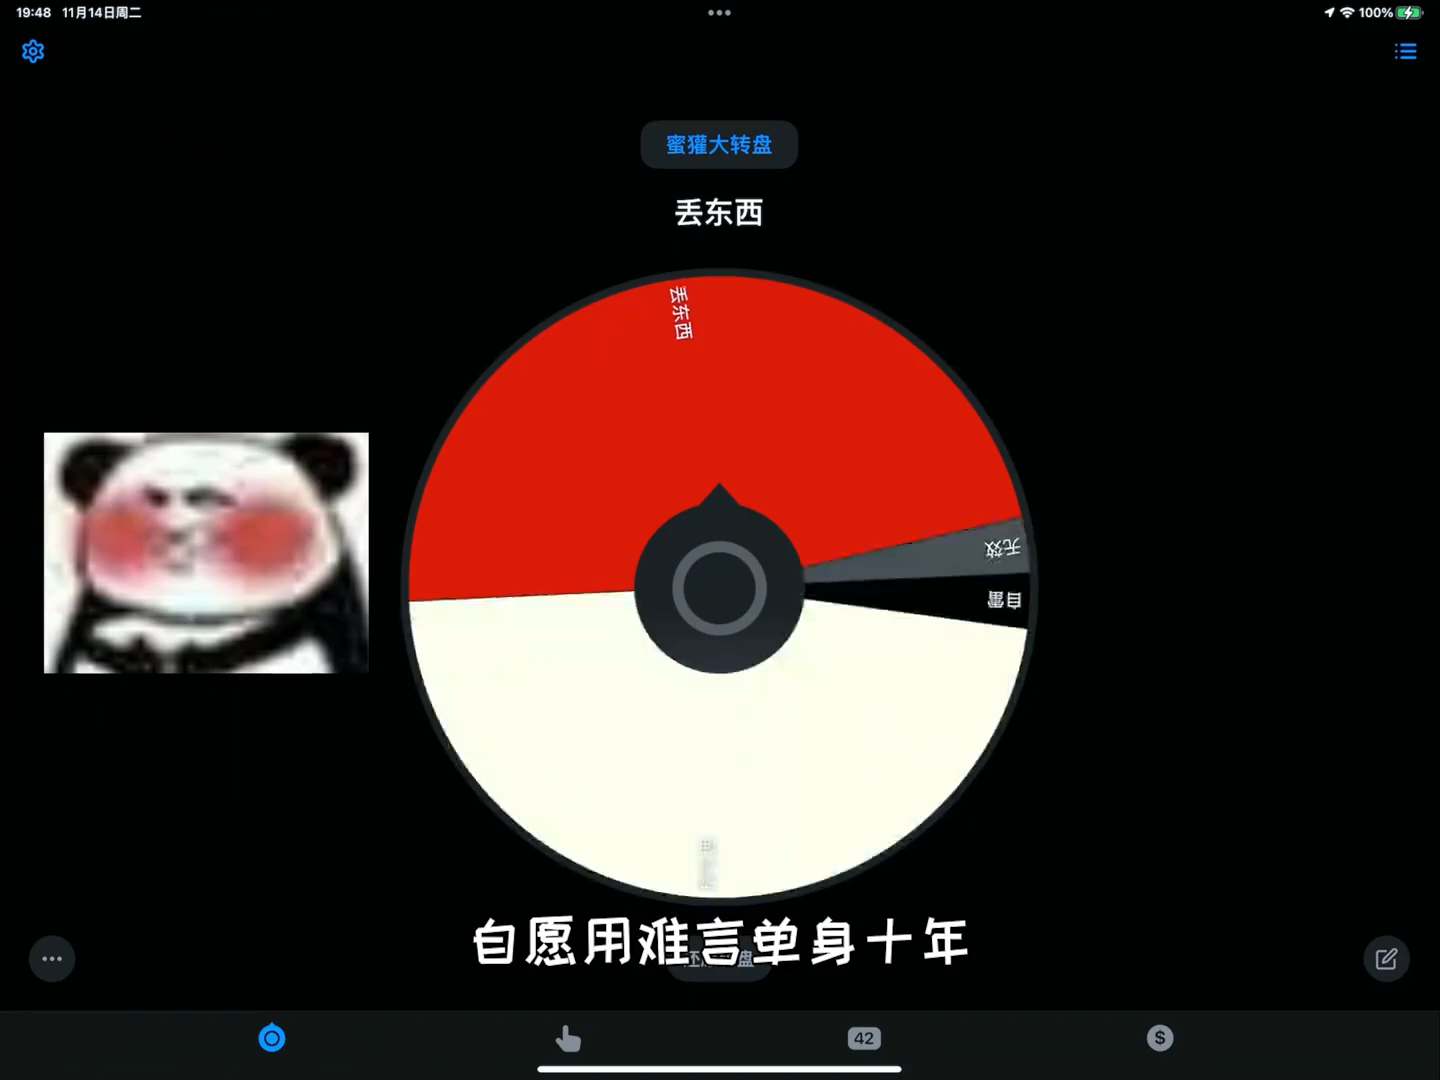 19:48 11月14日周二
100%
蜜獾大转盘
丢东西
丢东西
无效
自雷
自愿用难言单身十年
42
$